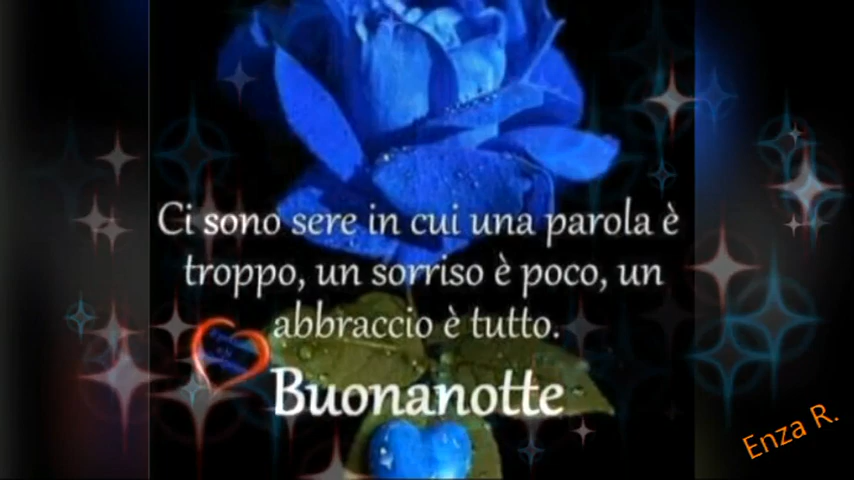 Ci sono sere in cui una parola è
troppo, un sorriso è poco, un
abbraccio è tutto.
Buonanotte
Enza R.